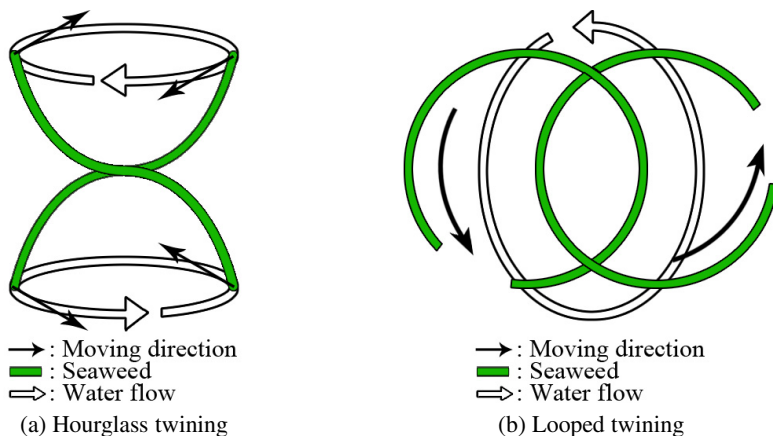 : Moving direction
: Seaweed
: Water flow
(a) Hourglass twining
: Moving direction
: Seaweed
: Water flow
(b) Looped twining